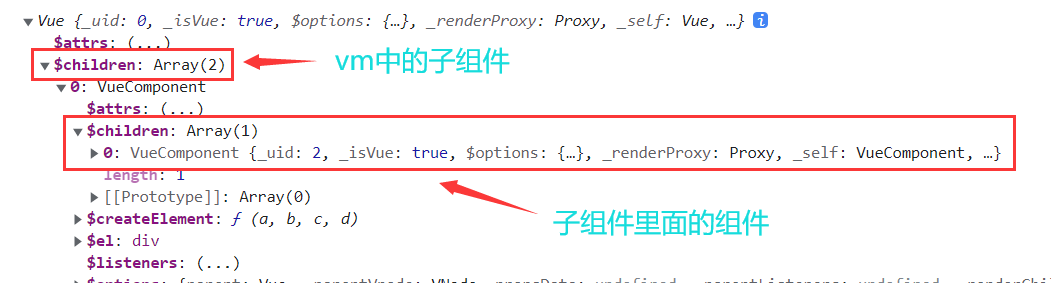 ▼Vue {_uid: 0, _isVue: true, $options: {…}, _renderProxy: Proxy, _self: Vue, …} i
$attrs: (...)
▼$children: Array(2) vm中的子组件
▼0: VueComponent
$attrs: (...)
▼$children: Array(1)
▶0: VueComponent {_uid: 2, _isVue: true, $options: {…}, _renderProxy: Proxy, _self: VueComponent, …}
length: 1
▶[[Prototype]]: Array(0)
▶$createElement: ƒ (a, b, c, d)
子组件里面的组件
▶$el: div
$listeners: (...)